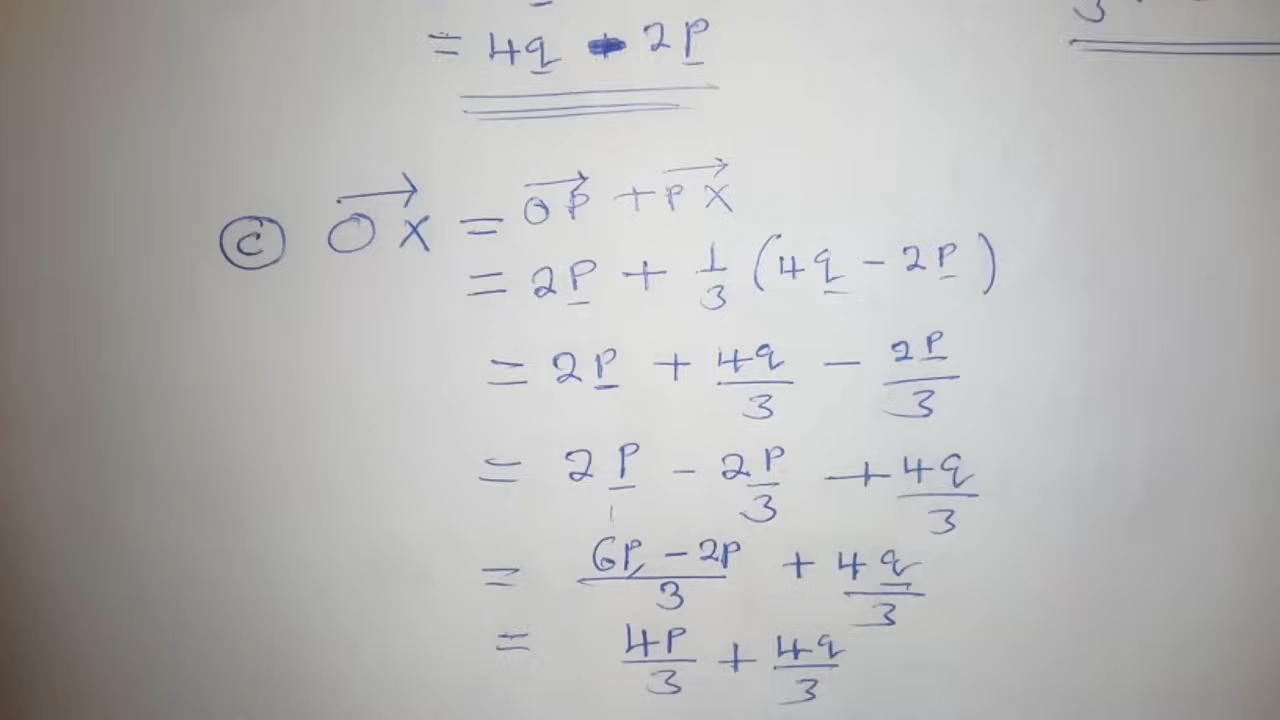 = 4q - 2p
3
ⓒ OX = OP + PX
= 2p + 1/3 (4q - 2p)
= 2p + 4q/3 - 2p/3
= 2p - 2p/3 + 4q/3
= 6p - 2p/3 + 4q/3
= 4p/3 + 4q/3